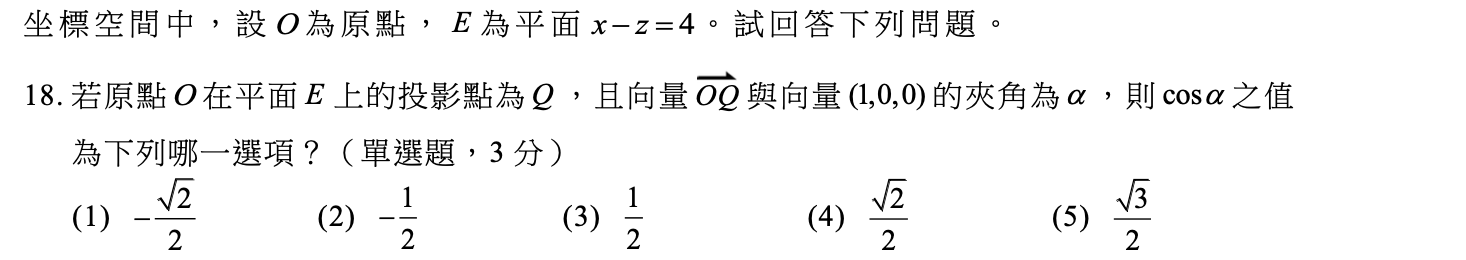 坐標空間中，設 O 為原點， E 為平面 x−z=4。試回答下列問題。
18. 若原點 O 在平面 E 上的投影點為 Q ，且向量 $\overrightarrow{OQ}$ 與向量 (1,0,0) 的夾角為 α ，則 cosα 之值
為下列哪一選項？（單選題，3 分）
(1) $-\frac{\sqrt{2}}{2}$ (2) $-\frac{1}{2}$ (3) $\frac{1}{2}$ (4) $\frac{\sqrt{2}}{2}$ (5) $\frac{\sqrt{3}}{2}$